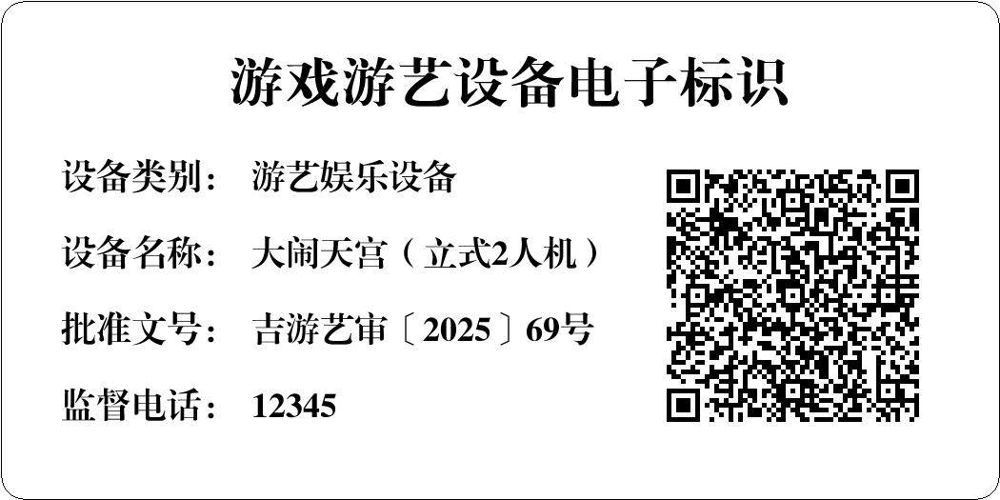 游戏游艺设备电子标识
设备类别： 游艺娱乐设备
设备名称： 大闹天宫（立式2人机）
批准文号： 吉游艺审〔2025〕69号
监督电话： 12345